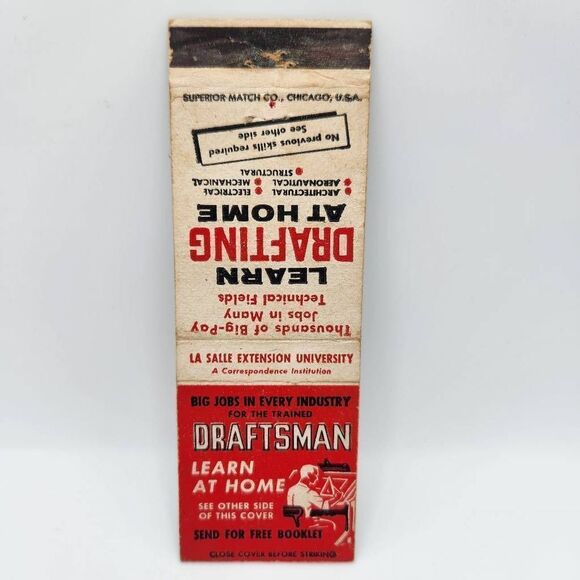 SUPERIOR MATCH CO., CHICAGO, U.S.A.
Thousands of Big-Pay
Jobs in Many
Technical Fields
LEARN
DRAFTING
AT HOME
• ARCHITECTURAL • ELECTRICAL
• AERONAUTICAL • MECHANICAL
• STRUCTURAL
No previous skills required
See other side
LA SALLE EXTENSION UNIVERSITY
A Correspondence Institution
BIG JOBS IN EVERY INDUSTRY
FOR THE TRAINED
DRAFTSMAN
LEARN
AT HOME
SEE OTHER SIDE
OF THIS COVER
SEND FOR FREE BOOKLET
CLOSE COVER BEFORE STRIKING